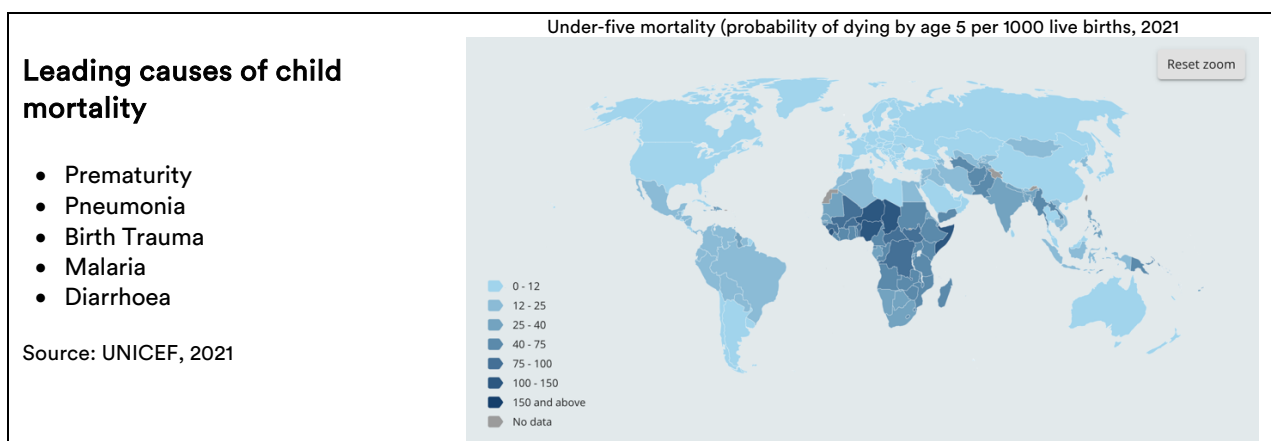 Leading causes of child
mortality
• Prematurity
• Pneumonia
• Birth Trauma
• Malaria
• Diarrhoea
Source: UNICEF, 2021
Under-five mortality (probability of dying by age 5 per 1000 live births, 2021
Reset zoom
0 - 12
12 - 25
25 - 40
40 - 75
75 - 100
100 - 150
150 and above
No data